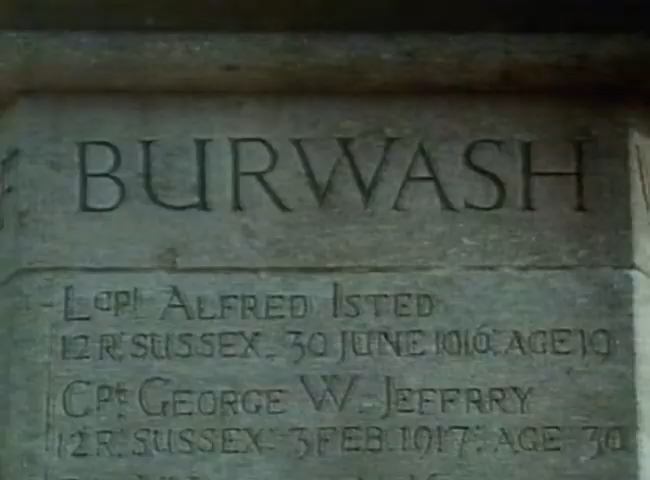 BURWASH
LCPL ALFRED ISTED
12 R. SUSSEX. 30 JUNE 1916. AGE 19
CPL GEORGE W. JEFFRRY
12 R. SUSSEX. 3 FEB. 1917. AGE 30